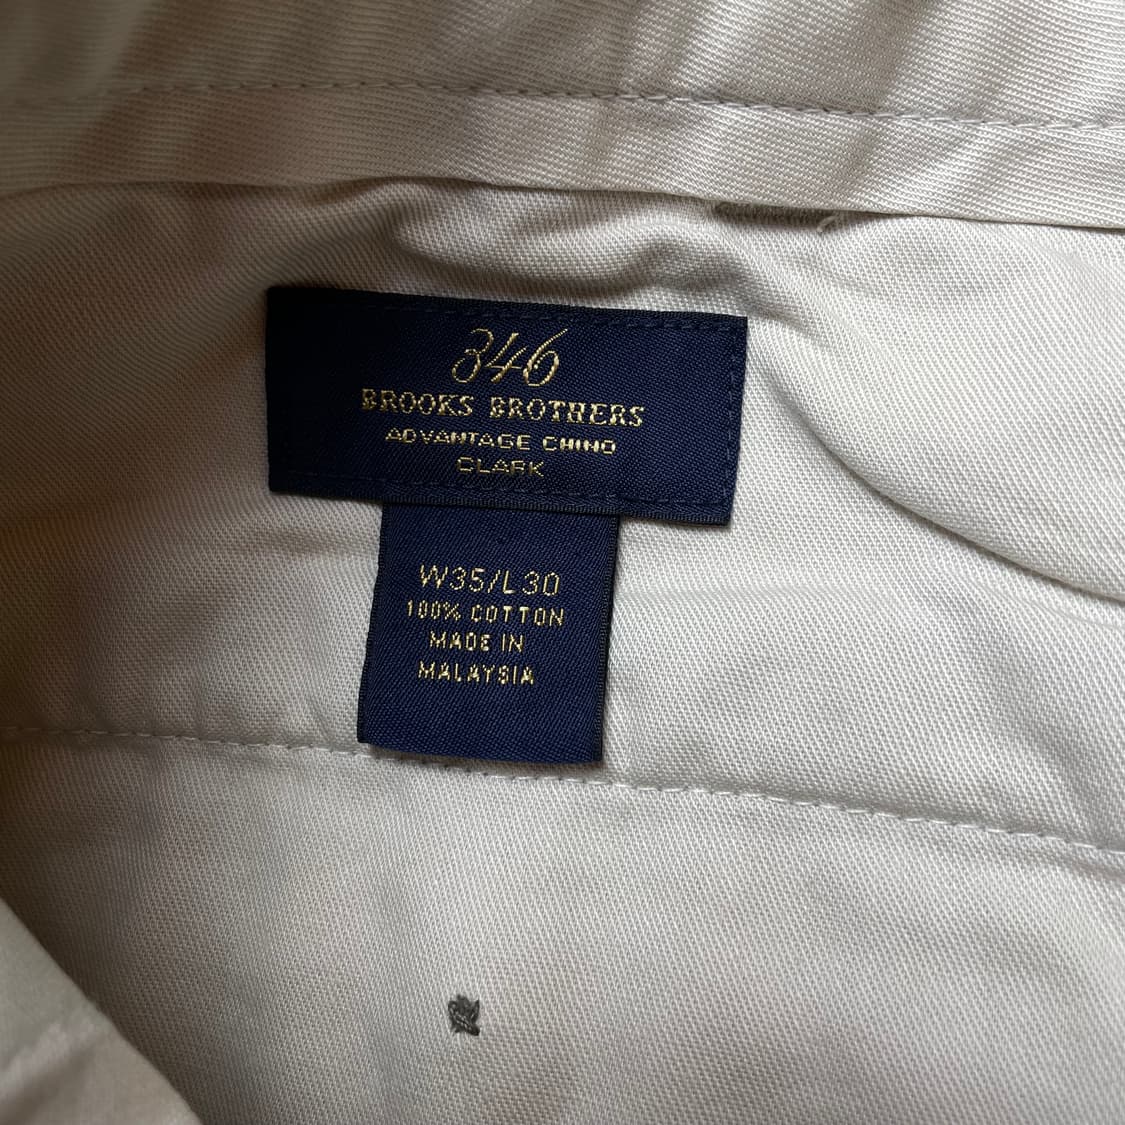 346
BROOKS BROTHERS
ADVANTAGE CHINO
CLARK
W35/L30
100% COTTON
MADE IN
MALAYSIA